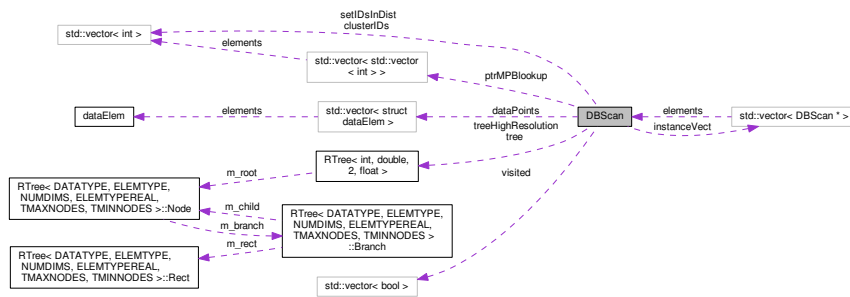 setIDsInDist
clusterIDs
std::vector< int >
elements
std::vector< std::vector
< int > >
ptrMPBlookup
dataElem
elements
std::vector< struct
dataElem >
dataPoints
DBScan
elements
instanceVect
std::vector< DBScan * >
treeHighResolution
tree
RTree< int, double,
2, float >
m_root
visited
RTree< DATATYPE, ELEMTYPE,
NUMDIMS, ELEMTYPEREAL,
TMAXNODES, TMINNODES >::Node
m_child
m_branch
RTree< DATATYPE, ELEMTYPE,
NUMDIMS, ELEMTYPEREAL,
TMAXNODES, TMINNODES >
::Branch
m_rect
RTree< DATATYPE, ELEMTYPE,
NUMDIMS, ELEMTYPEREAL,
TMAXNODES, TMINNODES >::Rect
std::vector< bool >